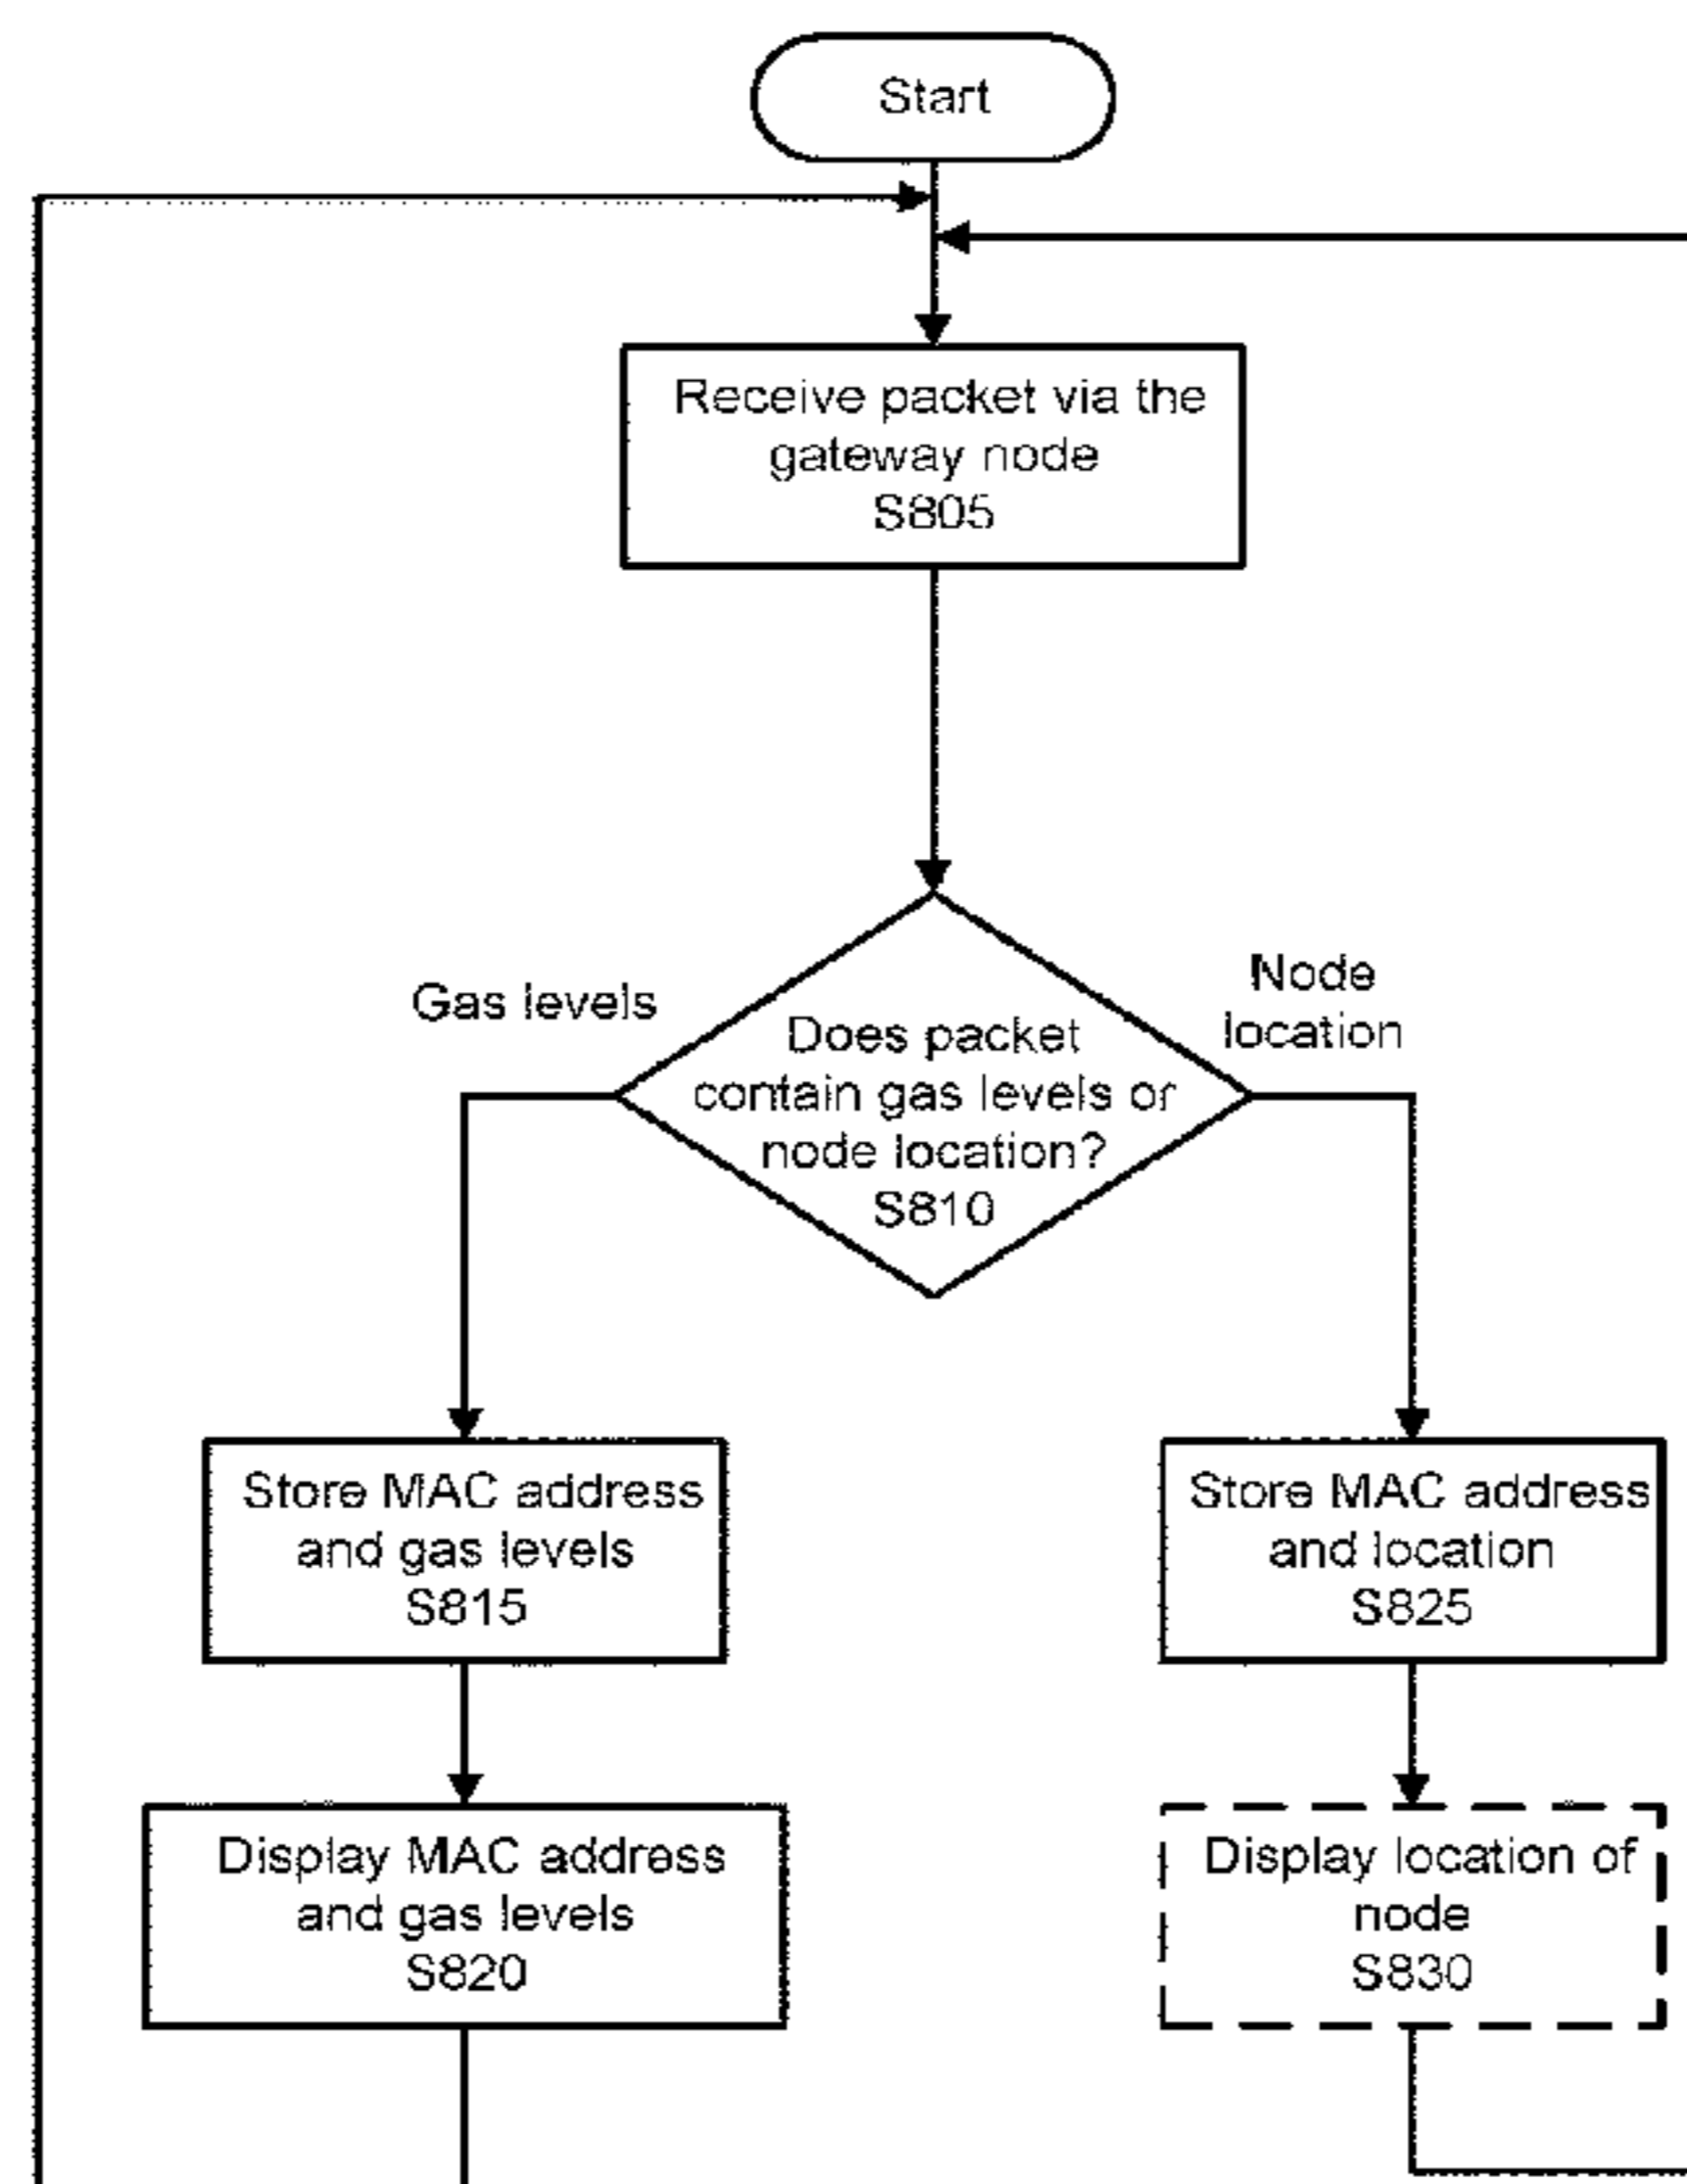 Start
Receive packet via the
gateway node
S805
Gas levels
Node
location
Does packet
contain gas levels or
node location?
S810
Store MAC address
and gas levels
S815
Store MAC address
and location
S825
Display MAC address
and gas levels
S820
Display location of
node
S830